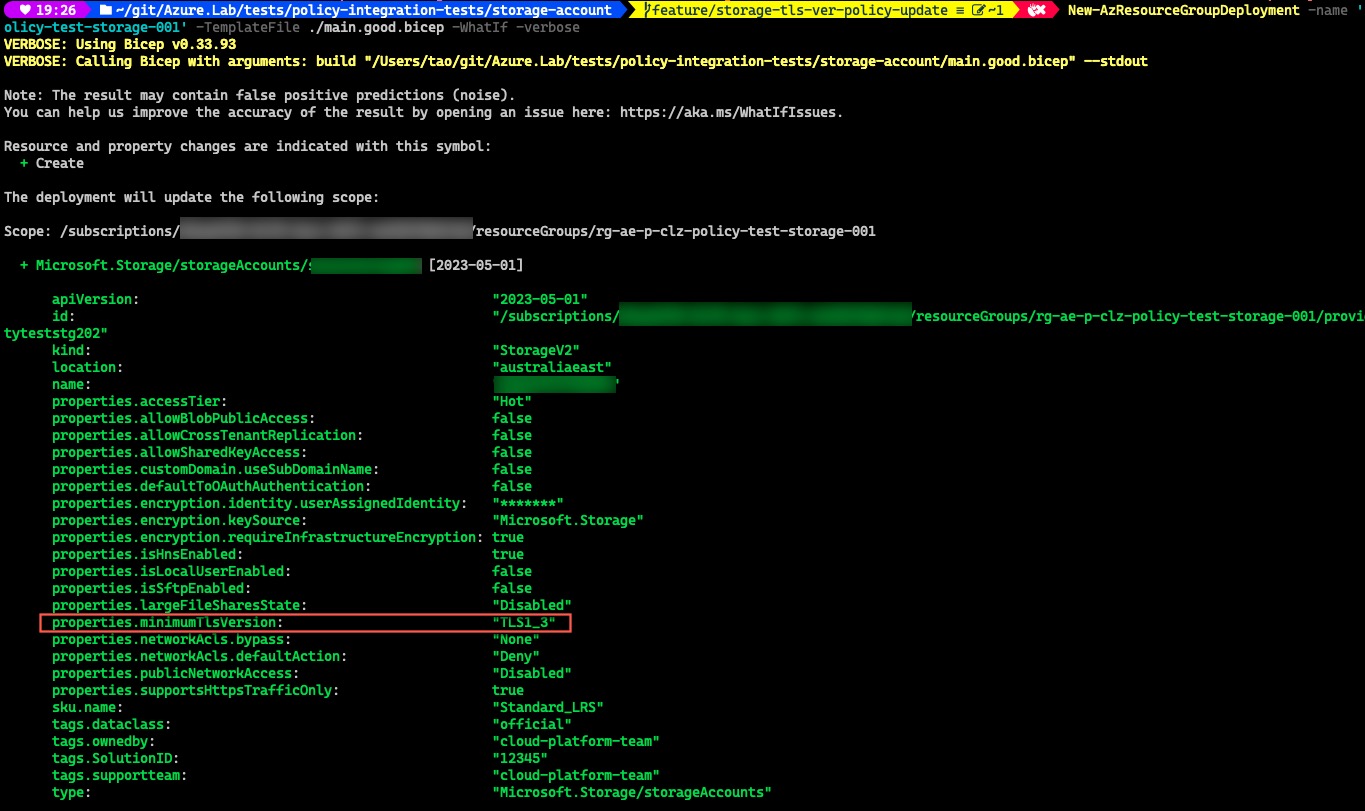 19:26 ~/git/Azure.Lab/tests/policy-integration-tests/storage-account feature/storage-tls-ver-policy-update ≡ ~1 New-AzResourceGroupDeployment -name '
olicy-test-storage-001' -TemplateFile ./main.good.bicep -WhatIf -verbose
VERBOSE: Using Bicep v0.33.93
VERBOSE: Calling Bicep with arguments: build "/Users/tao/git/Azure.Lab/tests/policy-integration-tests/storage-account/main.good.bicep" --stdout
Note: The result may contain false positive predictions (noise).
You can help us improve the accuracy of the result by opening an issue here: https://aka.ms/WhatIfIssues.
Resource and property changes are indicated with this symbol:
+ Create
The deployment will update the following scope:
Scope: /subscriptions/ /resourceGroups/rg-ae-p-clz-policy-test-storage-001
+ Microsoft.Storage/storageAccounts/ [2023-05-01]
apiVersion: "2023-05-01"
id: "/subscriptions/ /resourceGroups/rg-ae-p-clz-policy-test-storage-001/provi
tyteststg202"
kind: "StorageV2"
location: "australiaeast"
name: '
properties.accessTier: "Hot"
properties.allowBlobPublicAccess: false
properties.allowCrossTenantReplication: false
properties.allowSharedKeyAccess: false
properties.customDomain.useSubDomainName: false
properties.defaultToOAuthAuthentication: false
properties.encryption.identity.userAssignedIdentity: "*******"
properties.encryption.keySource: "Microsoft.Storage"
properties.encryption.requireInfrastructureEncryption: true
properties.isHnsEnabled: true
properties.isLocalUserEnabled: false
properties.isSftpEnabled: false
properties.largeFileSharesState: "Disabled"
properties.minimumTlsVersion: "TLS1_3"
properties.networkAcls.bypass: "None"
properties.networkAcls.defaultAction: "Deny"
properties.publicNetworkAccess: "Disabled"
properties.supportsHttpsTrafficOnly: true
sku.name: "Standard_LRS"
tags.dataclass: "official"
tags.ownedby: "cloud-platform-team"
tags.SolutionID: "12345"
tags.supportteam: "cloud-platform-team"
type: "Microsoft.Storage/storageAccounts"